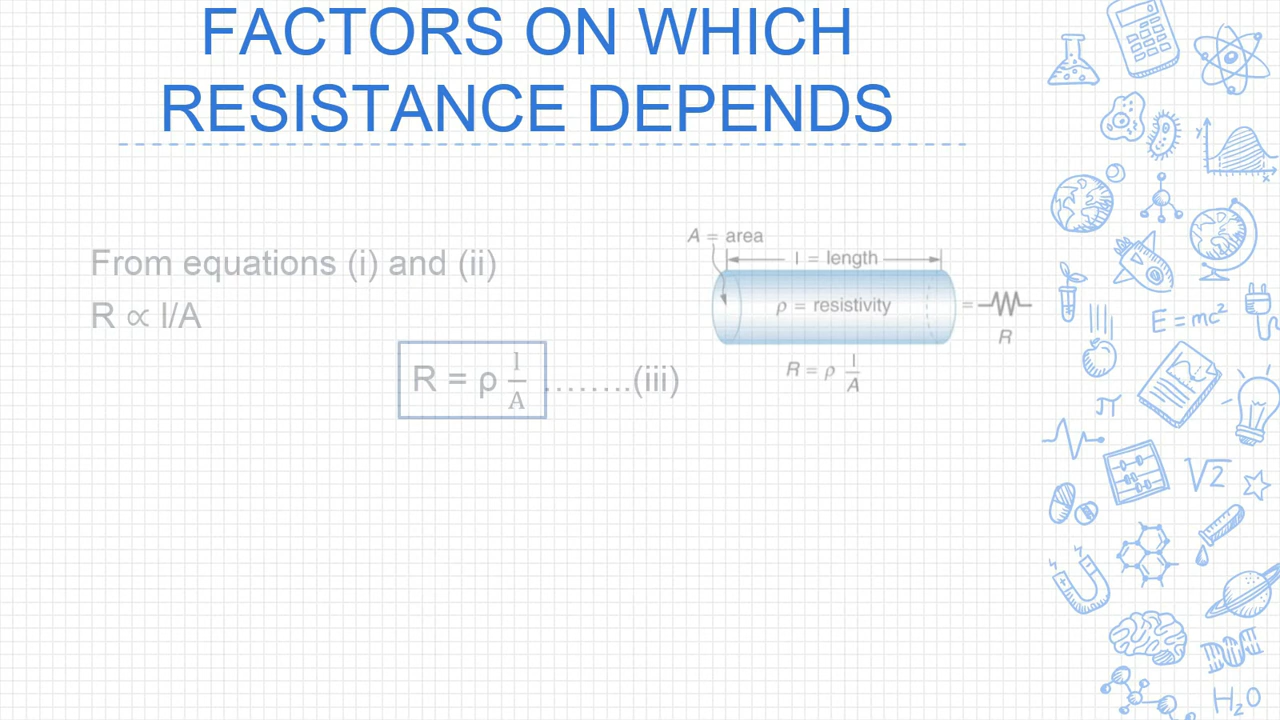 FACTORS ON WHICH
RESISTANCE DEPENDS
From equations (i) and (ii)
R ∝ l/A
R = ρ l/A ........(iii)
A = area
l = length
ρ = resistivity
= R
R = ρ l/A
y
x
E = mc²
π
√2
H₂O